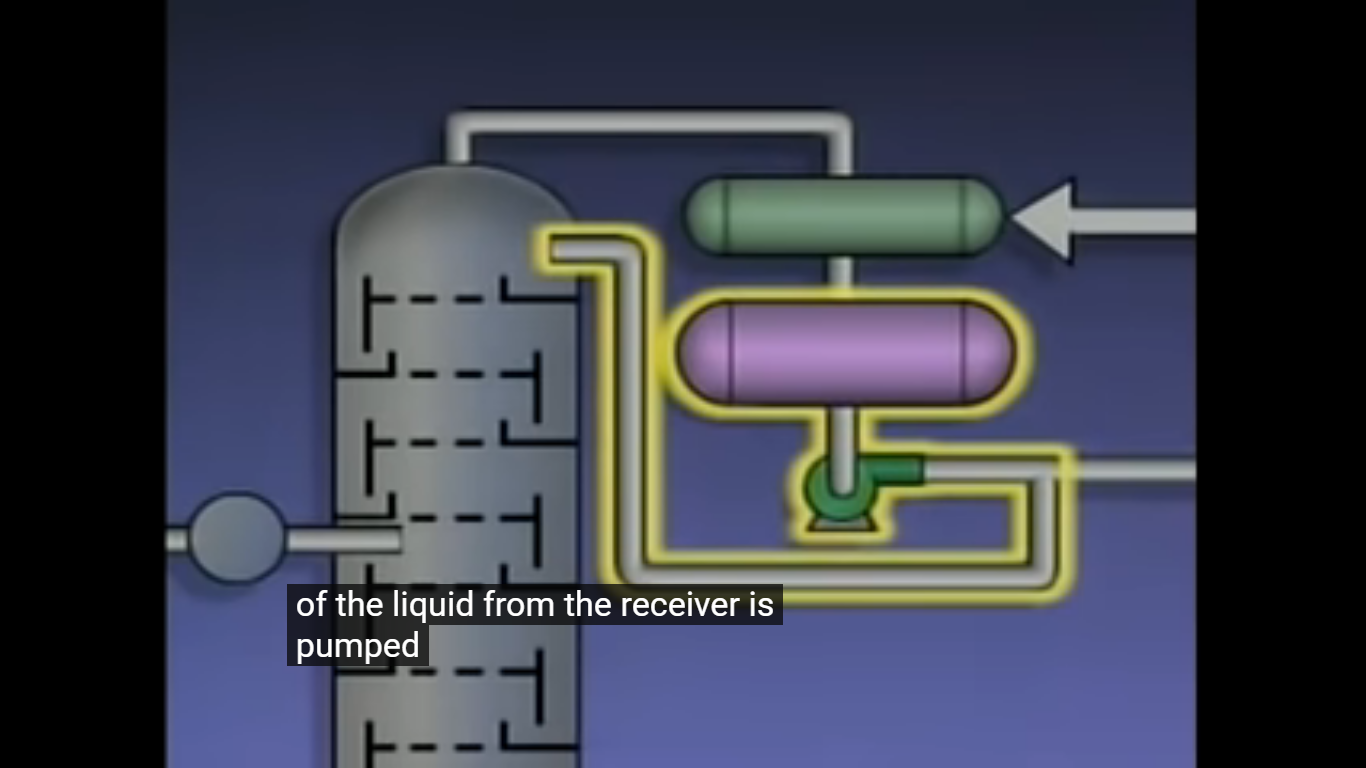 of the liquid from the receiver is
pumped